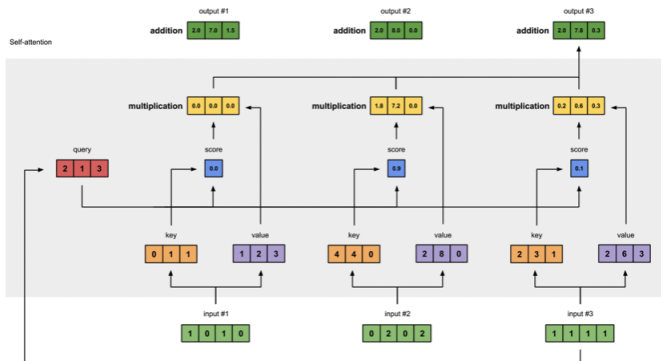 output #1 output #2 output #3
addition 2.0 7.0 1.5 addition 2.0 8.0 0.0 addition 2.0 7.8 0.3
Self-attention
multiplication 0.0 0.0 0.0 multiplication 1.8 7.2 0.0 multiplication 0.2 0.6 0.3
query score score score
2 1 3 0.0 0.9 0.1
key value key value key value
0 1 1 1 2 3 4 4 0 2 8 0 2 3 1 2 6 3
input #1 input #2 input #3
1 0 1 0 0 2 0 2 1 1 1 1